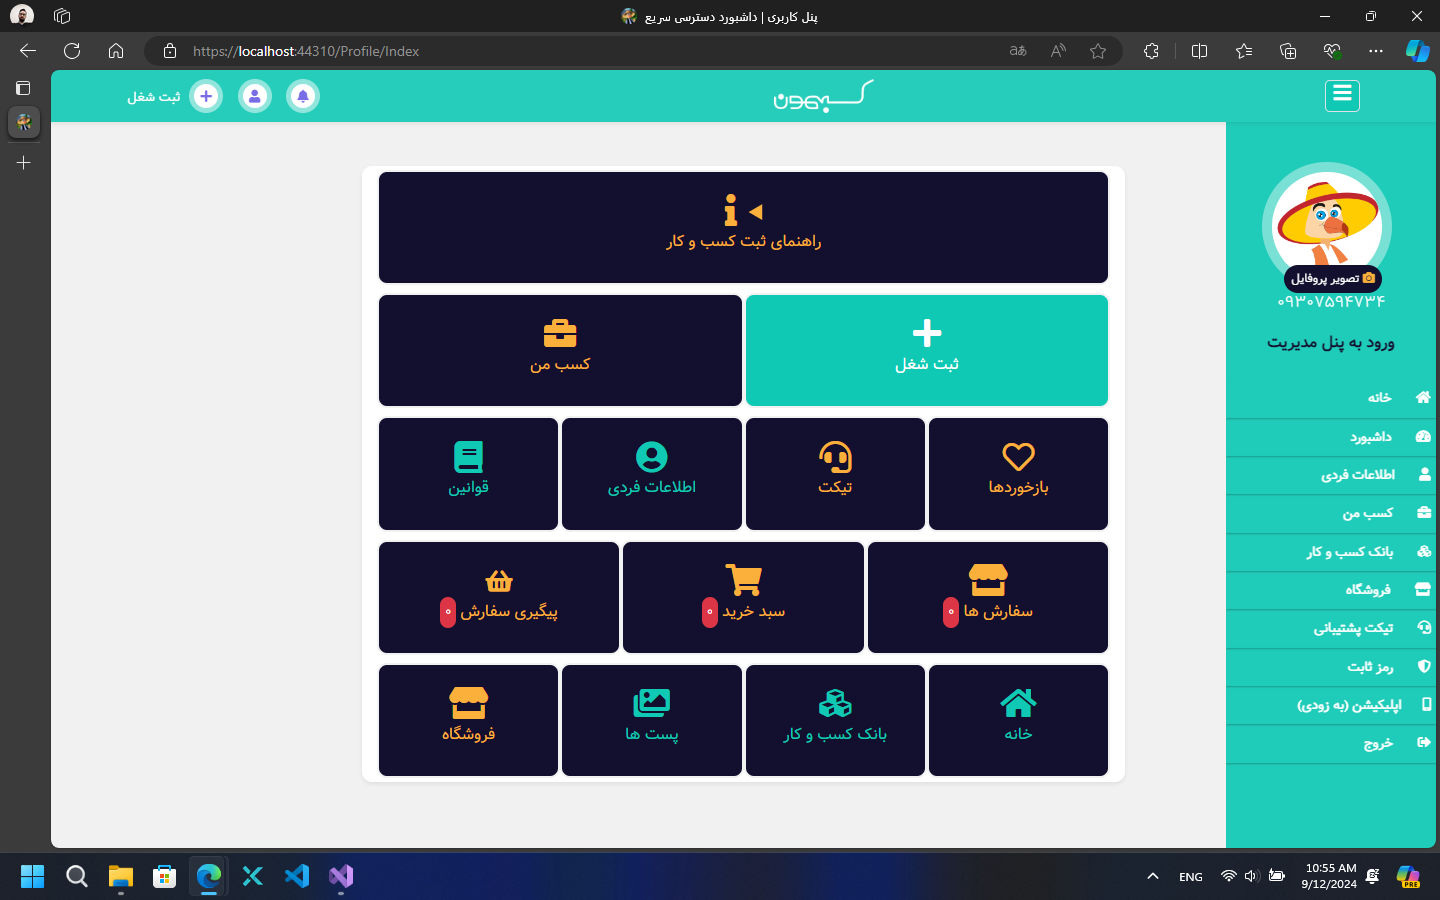 پنل کاربری | داشبورد دسترسی سریع
https://localhost:44310/Profile/Index
کسبومون
ثبت شغل
تصویر پروفایل
۰۹۳۰۷۵۹۴۷۳۴
ورود به پنل مدیریت
خانه
داشبورد
اطلاعات فردی
کسب من
بانک کسب و کار
فروشگاه
تیکت پشتیبانی
رمز ثابت
اپلیکیشن (به زودی)
خروج
راهنمای ثبت کسب و کار
ثبت شغل
کسب من
بازخوردها
تیکت
اطلاعات فردی
قوانین
سفارش ها ۰
سبد خرید ۰
پیگیری سفارش ۰
خانه
بانک کسب و کار
پست ها
فروشگاه
ENG
10:55 AM
9/12/2024
PRE